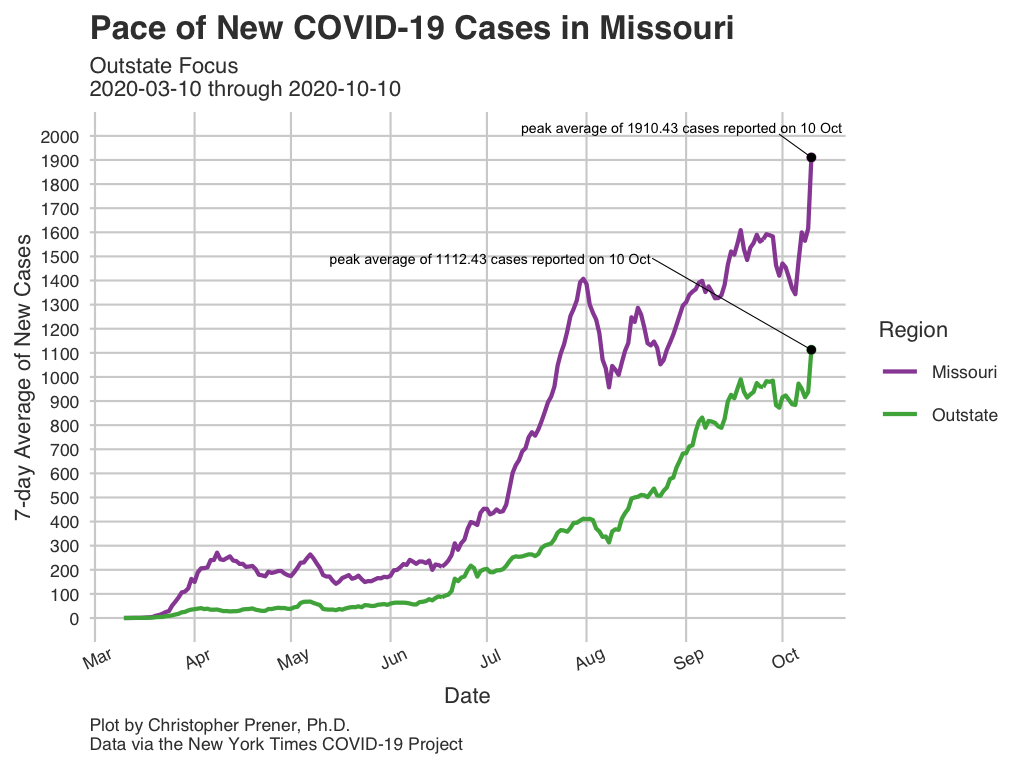 Pace of New COVID-19 Cases in Missouri
Outstate Focus
2020-03-10 through 2020-10-10
peak average of 1910.43 cases reported on 10 Oct
peak average of 1112.43 cases reported on 10 Oct
7-day Average of New Cases
2000
1900
1800
1700
1600
1500
1400
1300
1200
1100
1000
900
800
700
600
500
400
300
200
100
0
Mar
Apr
May
Jun
Jul
Aug
Sep
Oct
Date
Region
Missouri
Outstate
Plot by Christopher Prener, Ph.D.
Data via the New York Times COVID-19 Project